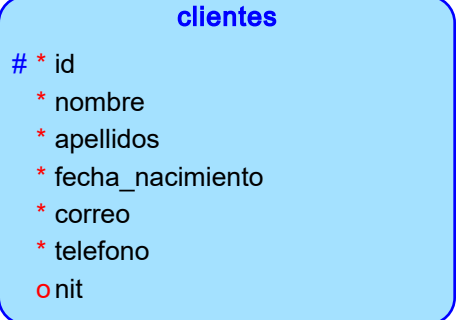 clientes
# * id
* nombre
* apellidos
* fecha_nacimiento
* correo
* telefono
o nit